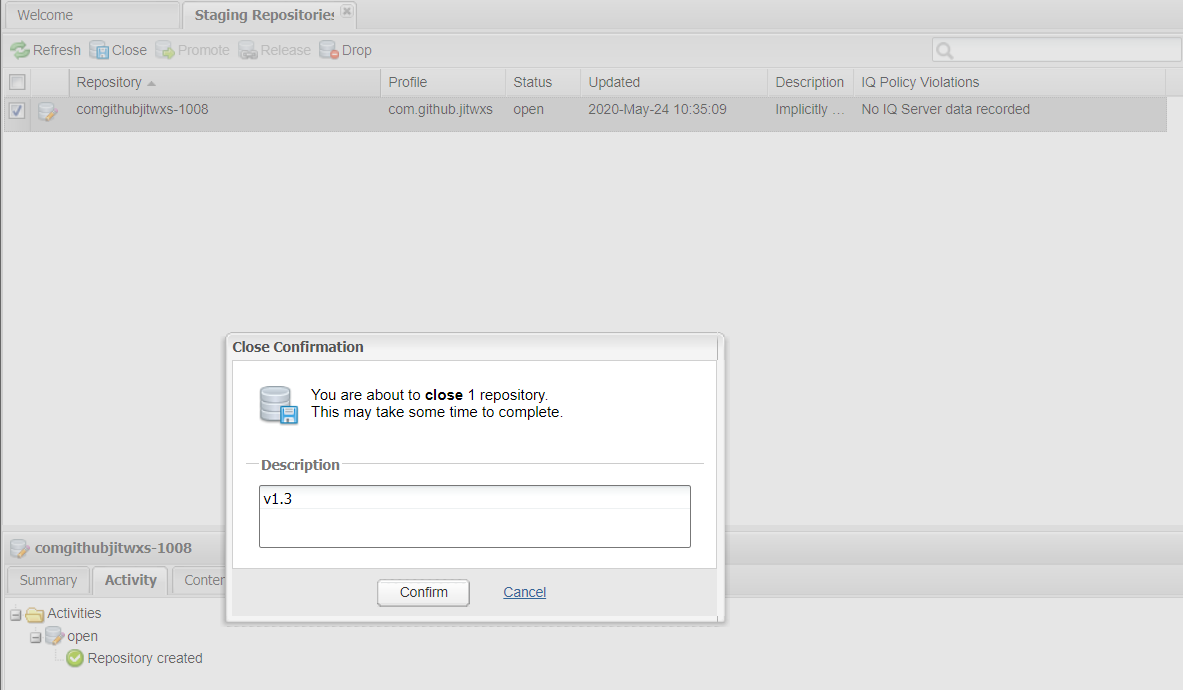 Welcome
Staging Repositories
Refresh Close Promote Release Drop
Repository Profile Status Updated Description IQ Policy Violations
comgithubjitwxs-1008 com.github.jitwxs open 2020-May-24 10:35:09 Implicitly ... No IQ Server data recorded
Close Confirmation
You are about to close 1 repository.
This may take some time to complete.
Description
v1.3
Confirm Cancel
comgithubjitwxs-1008
Summary Activity Conten
Activities
open
Repository created